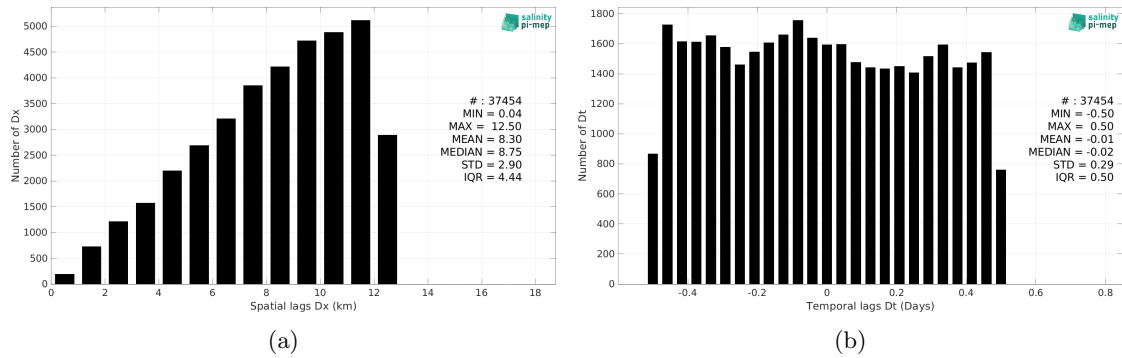 5000
4500
4000
3500
3000
2500
2000
1500
1000
500
0
Number of Dx
salinity
pi-mep
# : 37454
MIN = 0.04
MAX = 12.50
MEAN = 8.30
MEDIAN = 8.75
STD = 2.90
IQR = 4.44
0 2 4 6 8 10 12 14 16 18
Spatial lags Dx (km)
(a)
1800
1600
1400
1200
1000
800
600
400
200
0
Number of Dt
salinity
pi-mep
# : 37454
MIN = -0.50
MAX = 0.50
MEAN = -0.01
MEDIAN = -0.02
STD = 0.29
IQR = 0.50
-0.4 -0.2 0 0.2 0.4 0.6 0.8
Temporal lags Dt (Days)
(b)